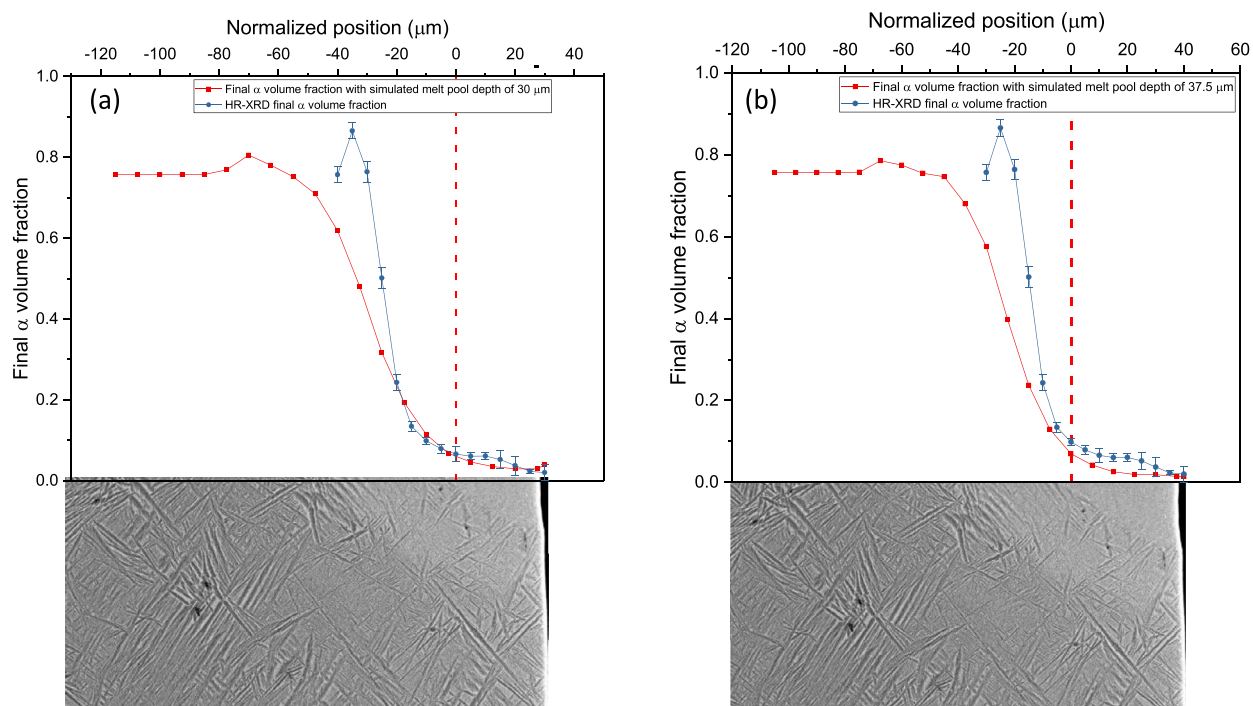 Normalized position (μm)
-120 -100 -80 -60 -40 -20 0 20 40
(a)
Final α volume fraction with simulated melt pool depth of 30 μm
HR-XRD final α volume fraction
1.0
0.8
0.6
0.4
0.2
0.0
Final α volume fraction
Normalized position (μm)
-120 -100 -80 -60 -40 -20 0 20 40 60
(b)
Final α volume fraction with simulated melt pool depth of 37.5 μm
HR-XRD final α volume fraction
1.0
0.8
0.6
0.4
0.2
0.0
Final α volume fraction